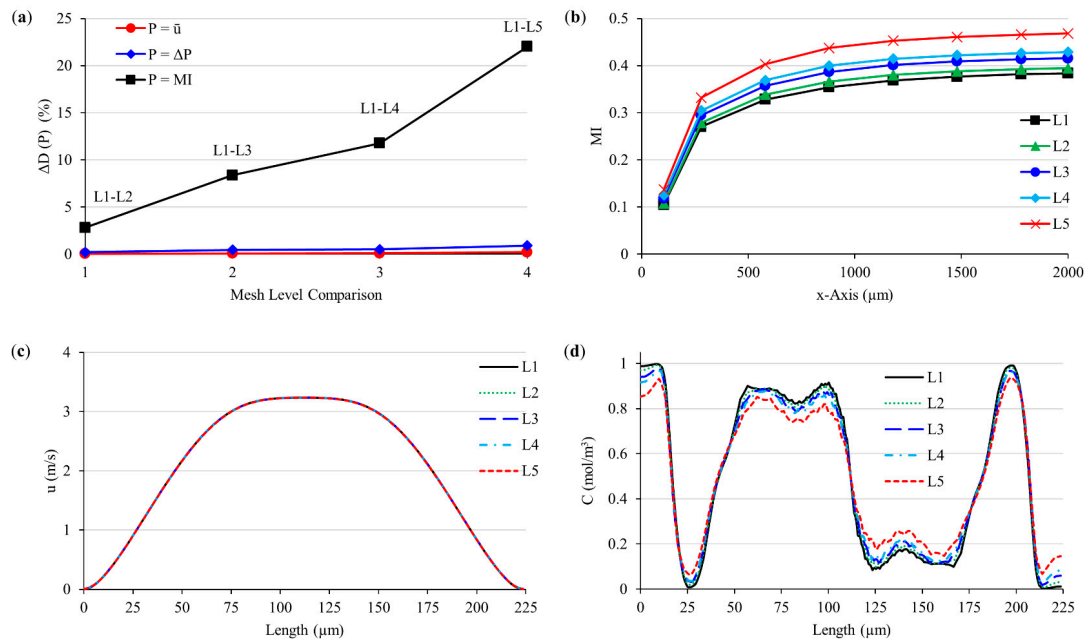 (a)
25
20
15
10
5
0
ΔD (P) (%)
P = ū
P = ΔP
P = MI
L1-L2
L1-L3
L1-L4
L1-L5
1 2 3 4
Mesh Level Comparison
(b)
0.5
0.4
0.3
0.2
0.1
0
MI
L1
L2
L3
L4
L5
0 500 1000 1500 2000
x-Axis (µm)
(c)
4
3
2
1
0
u (m/s)
L1
L2
L3
L4
L5
0 25 50 75 100 125 150 175 200 225
Length (µm)
(d)
1
0.8
0.6
0.4
0.2
0
C (mol/m³)
L1
L2
L3
L4
L5
0 25 50 75 100 125 150 175 200 225
Length (µm)